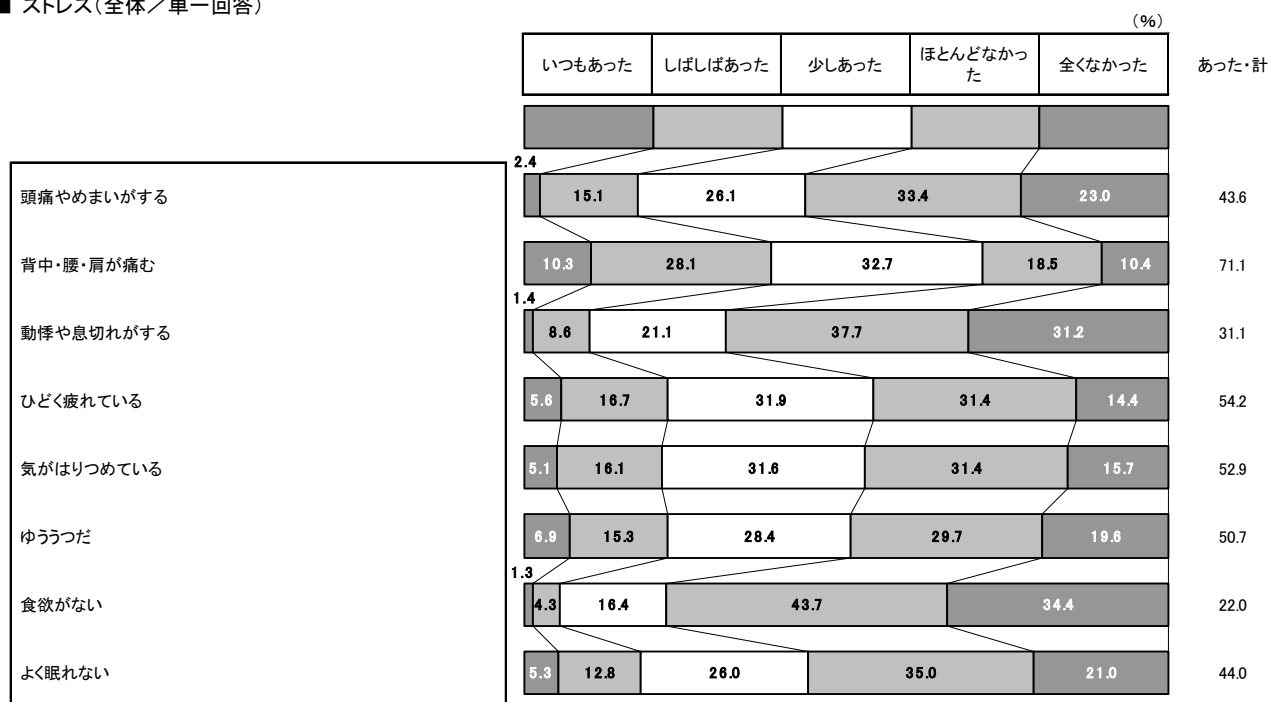 ■ ストレス(全体／単一回答)
(%)
いつもあった しばしばあった 少しあった ほとんどなかっ
た 全くなかった あった・計
2.4
頭痛やめまいがする 15.1 26.1 33.4 23.0 43.6
背中・腰・肩が痛む 10.3 28.1 32.7 18.5 10.4 71.1
1.4
動悸や息切れがする 8.6 21.1 37.7 31.2 31.1
ひどく疲れている 5.6 16.7 31.9 31.4 14.4 54.2
気がはりつめている 5.1 16.1 31.6 31.4 15.7 52.9
ゆううつだ 6.9 15.3 28.4 29.7 19.6 50.7
1.3
食欲がない 4.3 16.4 43.7 34.4 22.0
よく眠れない 5.3 12.8 26.0 35.0 21.0 44.0